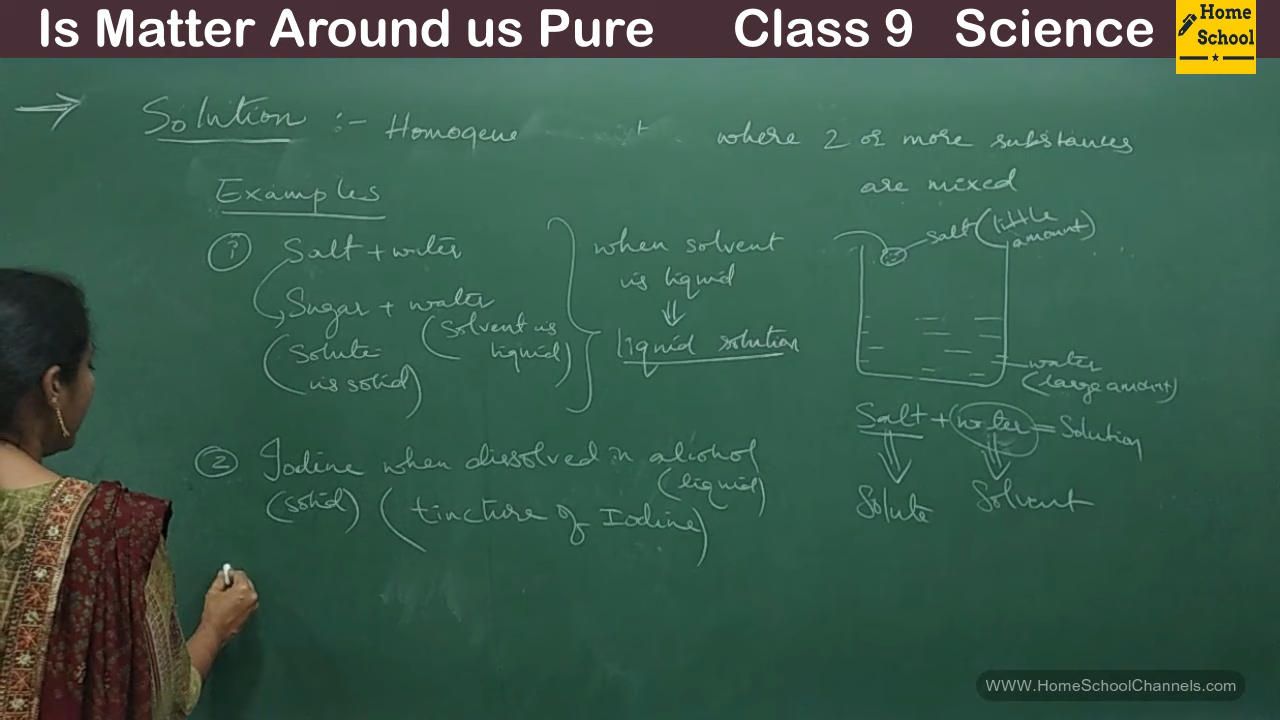 Is Matter Around us Pure Class 9 Science
Home
School
→ Solution :- Homogene where 2 or more substances
are mixed
Examples
① Salt + water
Sugar + water
(Solute
is solid)
(Solvent is
liquid)
when solvent
is liquid
⇓
liquid solution
② Iodine when dissolved in alcohol
(solid)
(liquid)
(tincture of Iodine)
salt (little
amount)
water
(large amount)
Salt + water = Solution
Solute Solvent
WWW.HomeSchoolChannels.com